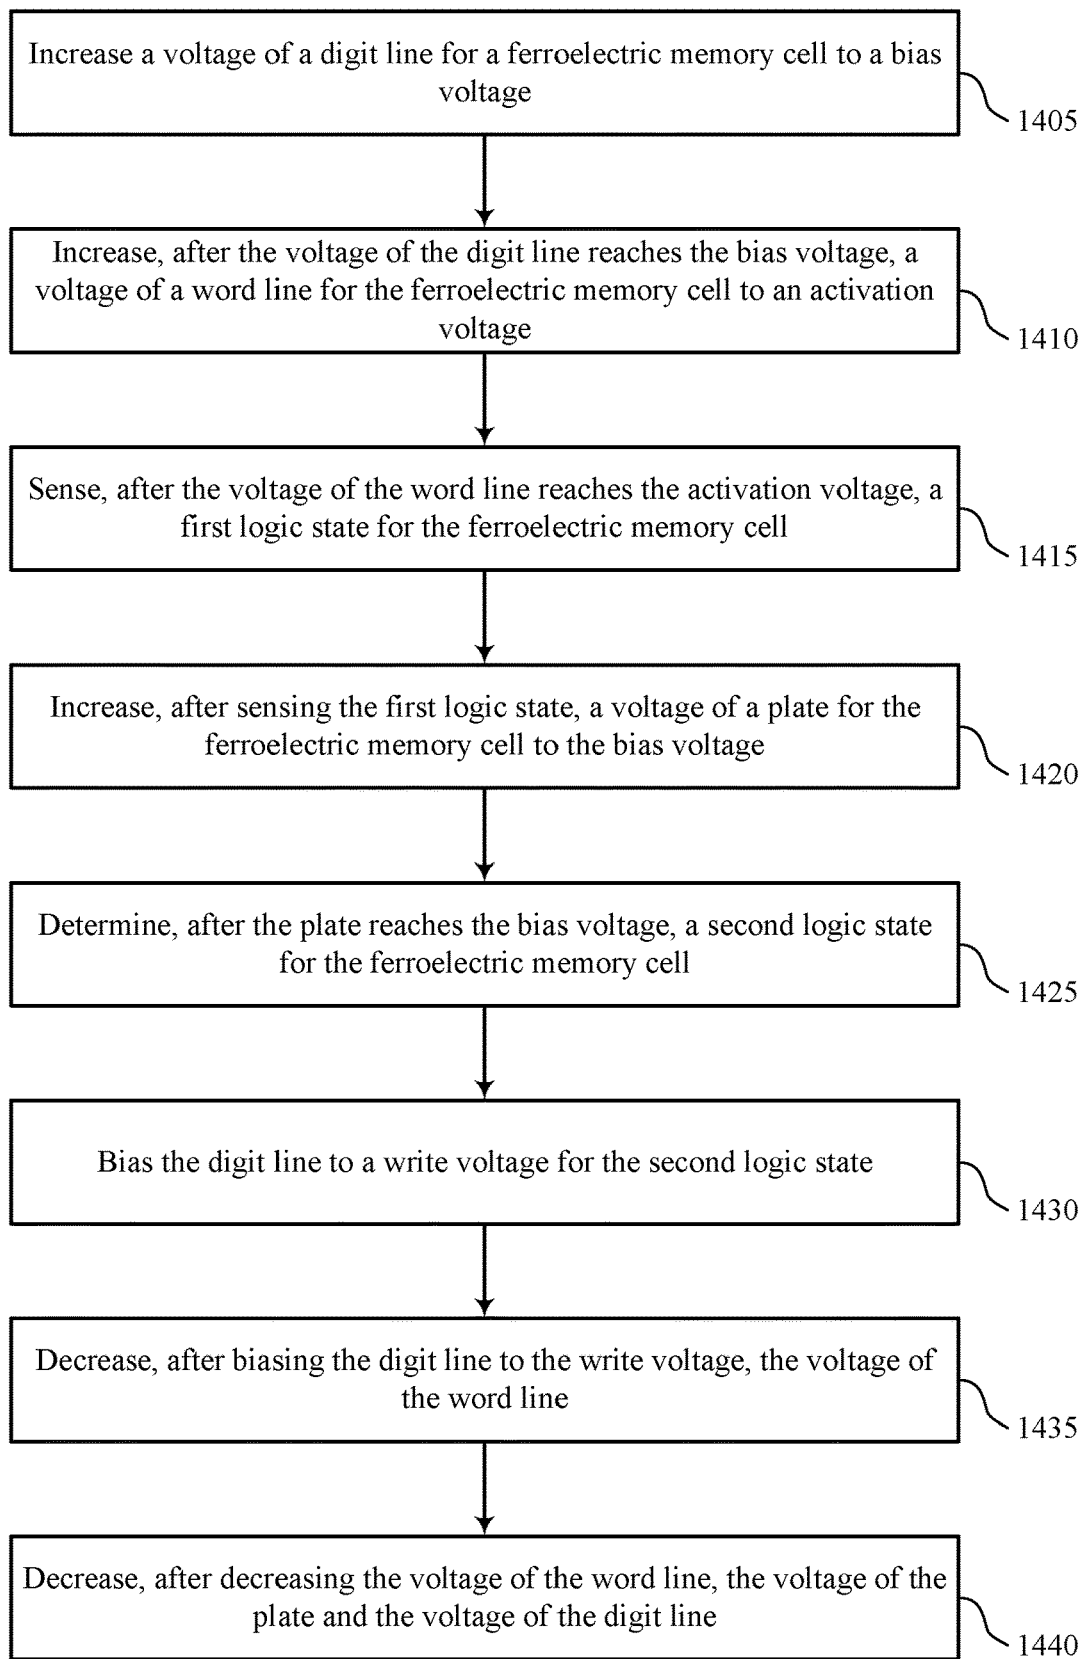 Increase a voltage of a digit line for a ferroelectric memory cell to a bias
voltage
1405
Increase, after the voltage of the digit line reaches the bias voltage, a
voltage of a word line for the ferroelectric memory cell to an activation
voltage
1410
Sense, after the voltage of the word line reaches the activation voltage, a
first logic state for the ferroelectric memory cell
1415
Increase, after sensing the first logic state, a voltage of a plate for the
ferroelectric memory cell to the bias voltage
1420
Determine, after the plate reaches the bias voltage, a second logic state
for the ferroelectric memory cell
1425
Bias the digit line to a write voltage for the second logic state
1430
Decrease, after biasing the digit line to the write voltage, the voltage of
the word line
1435
Decrease, after decreasing the voltage of the word line, the voltage of the
plate and the voltage of the digit line
1440